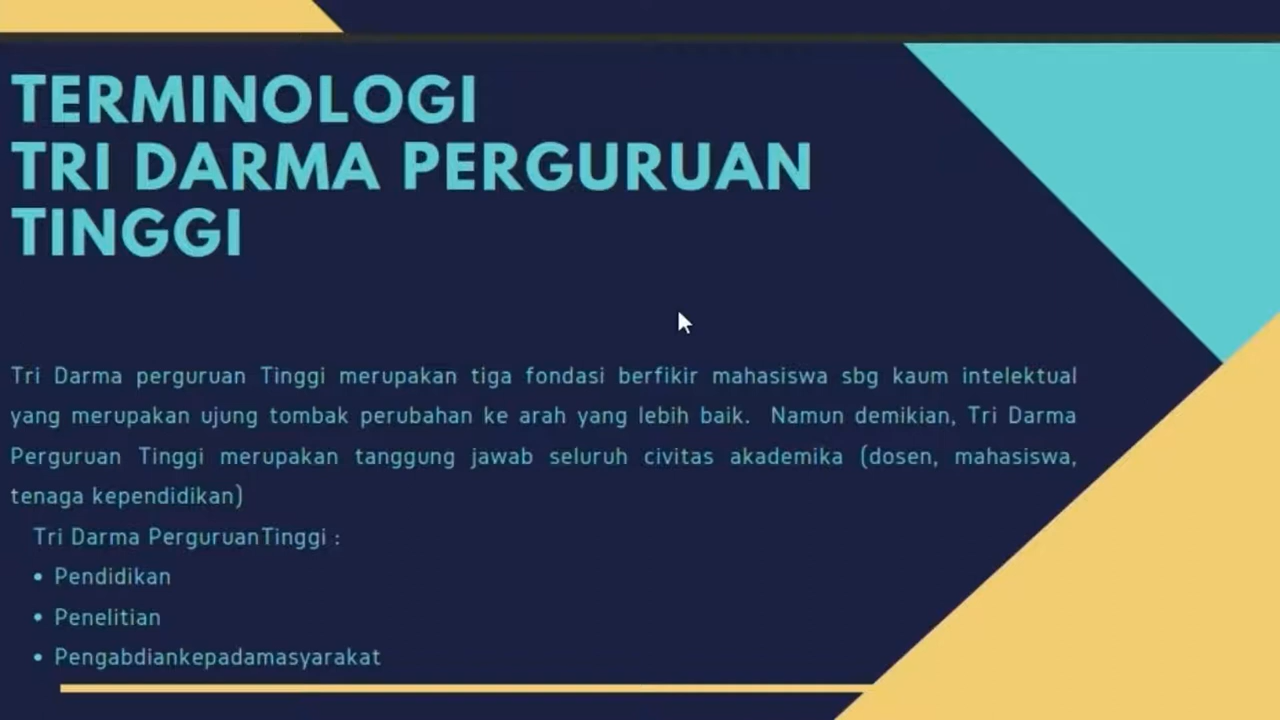 TERMINOLOGI
TRI DARMA PERGURUAN
TINGGI
Tri Darma perguruan Tinggi merupakan tiga fondasi berfikir mahasiswa sbg kaum intelektual
yang merupakan ujung tombak perubahan ke arah yang lebih baik. Namun demikian, Tri Darma
Perguruan Tinggi merupakan tanggung jawab seluruh civitas akademika (dosen, mahasiswa,
tenaga kependidikan)
Tri Darma PerguruanTinggi :
• Pendidikan
• Penelitian
• Pengabdiankepadamasyarakat